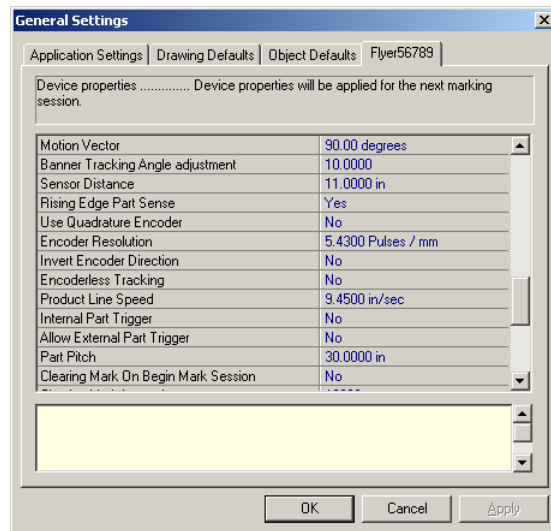 General Settings
Application Settings Drawing Defaults Object Defaults Flyer56789
Device properties .............. Device properties will be applied for the next marking
session.
Motion Vector 90.00 degrees
Banner Tracking Angle adjustment 10.0000
Sensor Distance 11.0000 in
Rising Edge Part Sense Yes
Use Quadrature Encoder No
Encoder Resolution 5.4300 Pulses / mm
Invert Encoder Direction No
Encoderless Tracking No
Product Line Speed 9.4500 in/sec
Internal Part Trigger No
Allow External Part Trigger No
Part Pitch 30.0000 in
Clearing Mark On Begin Mark Session No
OK Cancel Apply